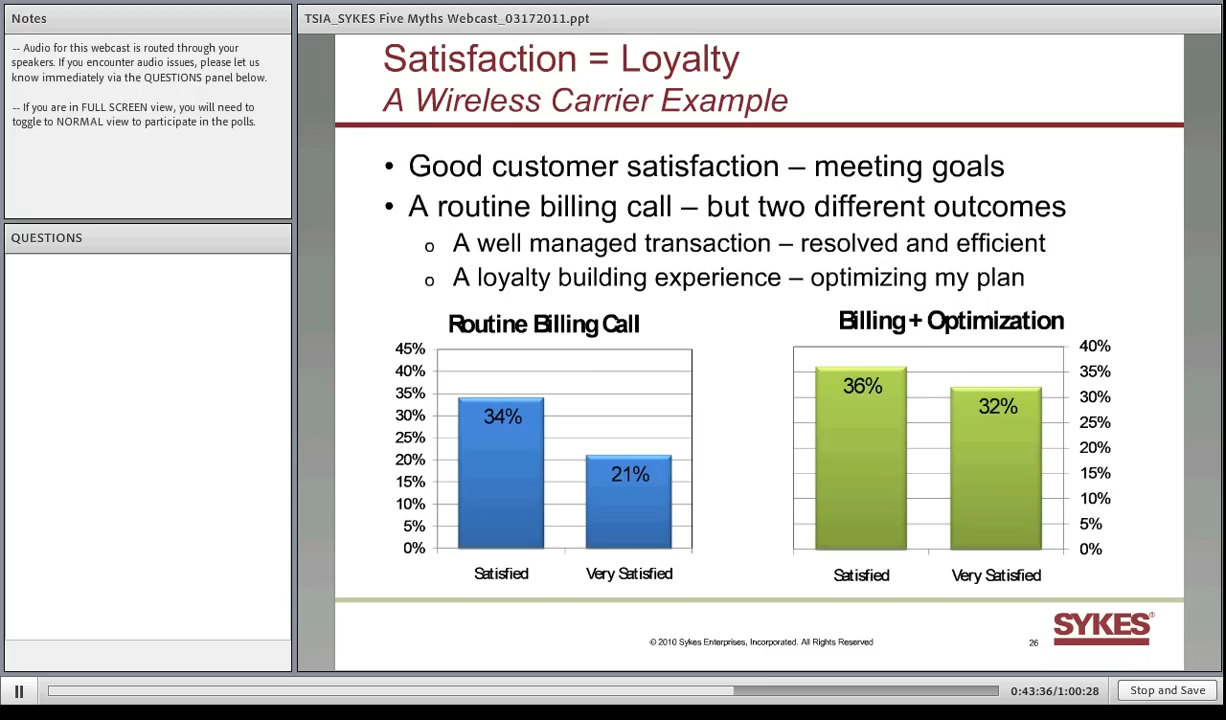 Notes
-- Audio for this webcast is routed through your
speakers. If you encounter audio issues, please let us
know immediately via the QUESTIONS panel below.
-- If you are in FULL SCREEN view, you will need to
toggle to NORMAL view to participate in the polls.
QUESTIONS
TSIA_SYKES Five Myths Webcast_03172011.ppt
Satisfaction = Loyalty
A Wireless Carrier Example
• Good customer satisfaction – meeting goals
• A routine billing call – but two different outcomes
o A well managed transaction – resolved and efficient
o A loyalty building experience – optimizing my plan
Routine Billing Call
45%
40%
35%
30%
25%
20%
15%
10%
5%
0%
34%
21%
Satisfied Very Satisfied
Billing + Optimization
36%
32%
40%
35%
30%
25%
20%
15%
10%
5%
0%
Satisfied Very Satisfied
© 2010 Sykes Enterprises, Incorporated. All Rights Reserved
26
SYKES®
0:43:36/1:00:28
Stop and Save